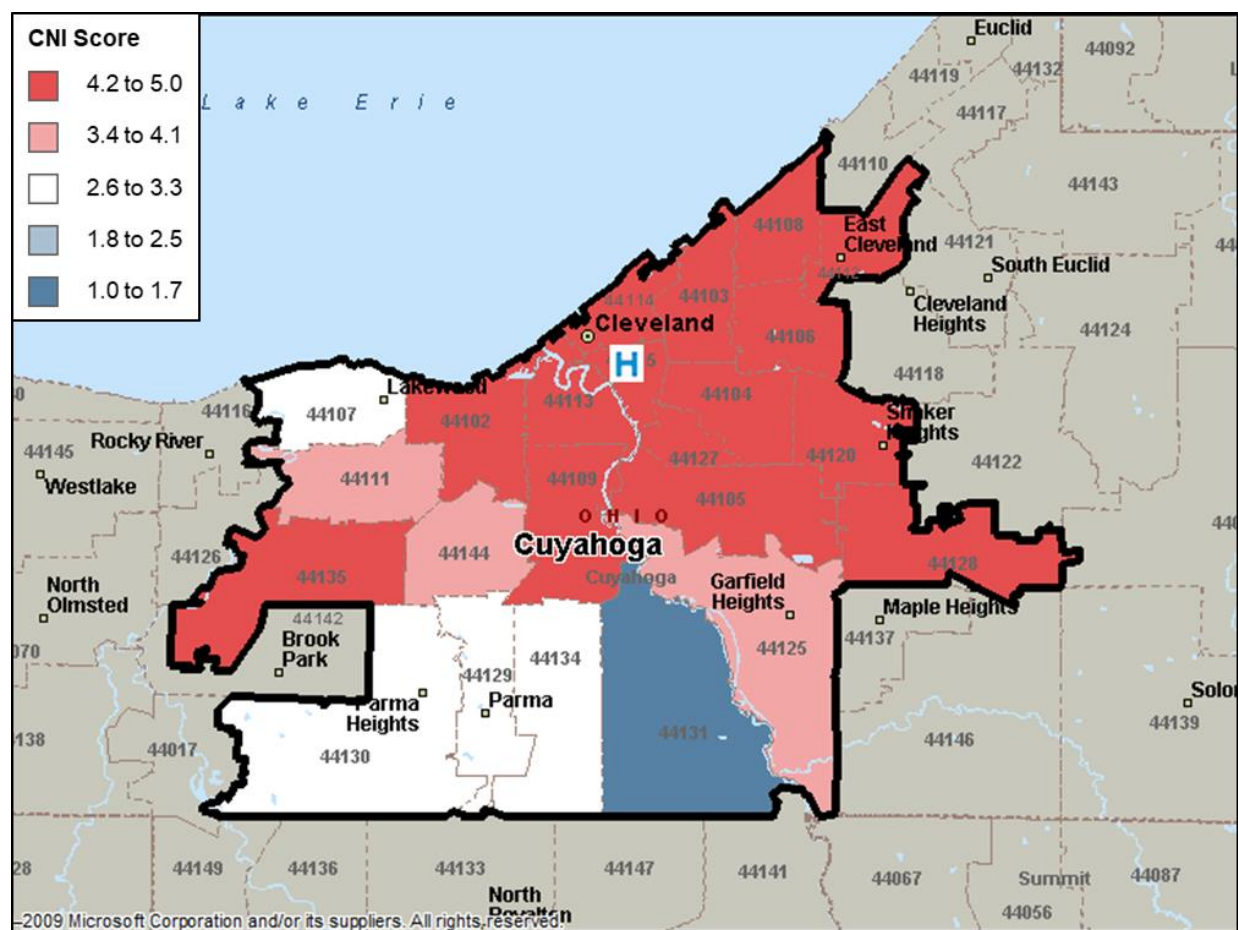 CNI Score
4.2 to 5.0
3.4 to 4.1
2.6 to 3.3
1.8 to 2.5
1.0 to 1.7
Lake Erie
Euclid
44092
44119
44132
44117
44110
44143
44108
East
Cleveland
44121
44112
South Euclid
44114
44103
Cleveland
Heights
Cleveland
44106
44124
H
44118
44116
44107
Lakewood
44102
44113
44104
Shaker
Heights
Rocky River
44145
Westlake
44111
44109
44127
44120
44122
44105
OHIO
Cuyahoga
44126
44144
44128
44135
Cuyahoga
North
Olmsted
Garfield
Heights
Maple Heights
44142
44137
Brook
Park
070
44125
44134
44129
Parma
Heights
Parma
44139
44131
44146
138
44017
44130
28
44149
44136
44133
44147
44141
44067
Summit
44087
44056
North
Royalton
–2009 Microsoft Corporation and/or its suppliers. All rights reserved.